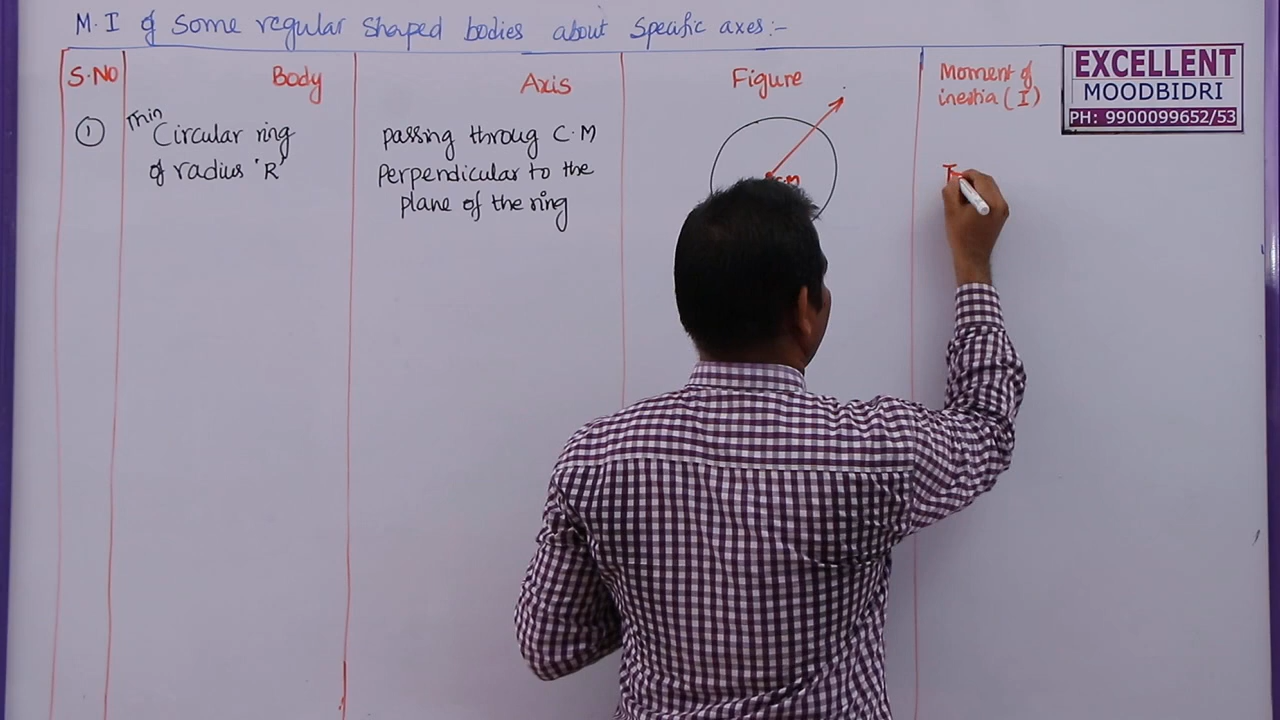 M.I of Some regular shaped bodies about specific axes:-
S.No
Body
Axis
Figure
Moment of
inertia (I)
1
Thin
Circular ring
of radius 'R'
passing throug C.M
perpendicular to the
plane of the ring
EXCELLENT
MOODBIDRI
PH: 9900099652/53